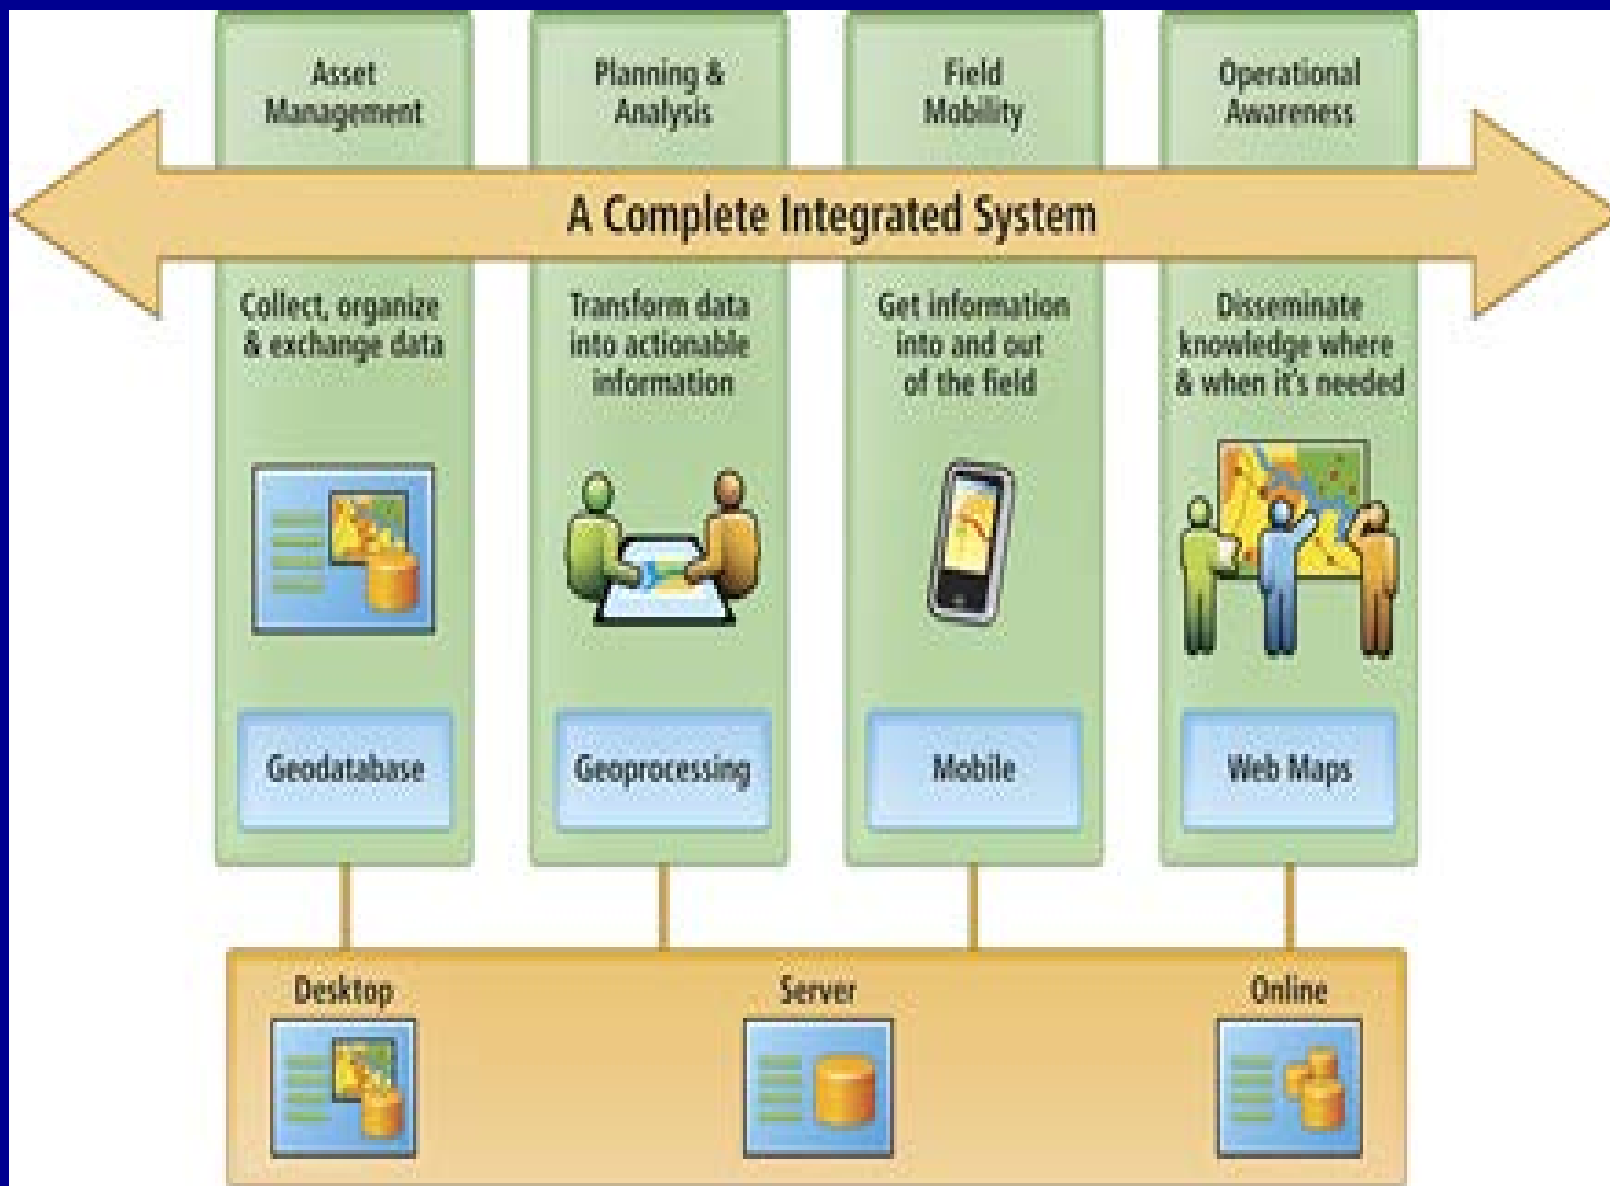 Asset
Management
Planning &
Analysis
Field
Mobility
Operational
Awareness
A Complete Integrated System
Collect, organize
& exchange data
Transform data
into actionable
information
Get information
into and out
of the field
Disseminate
knowledge where
& when it's needed
Geodatabase
Geoprocessing
Mobile
Web Maps
Desktop
Server
Online